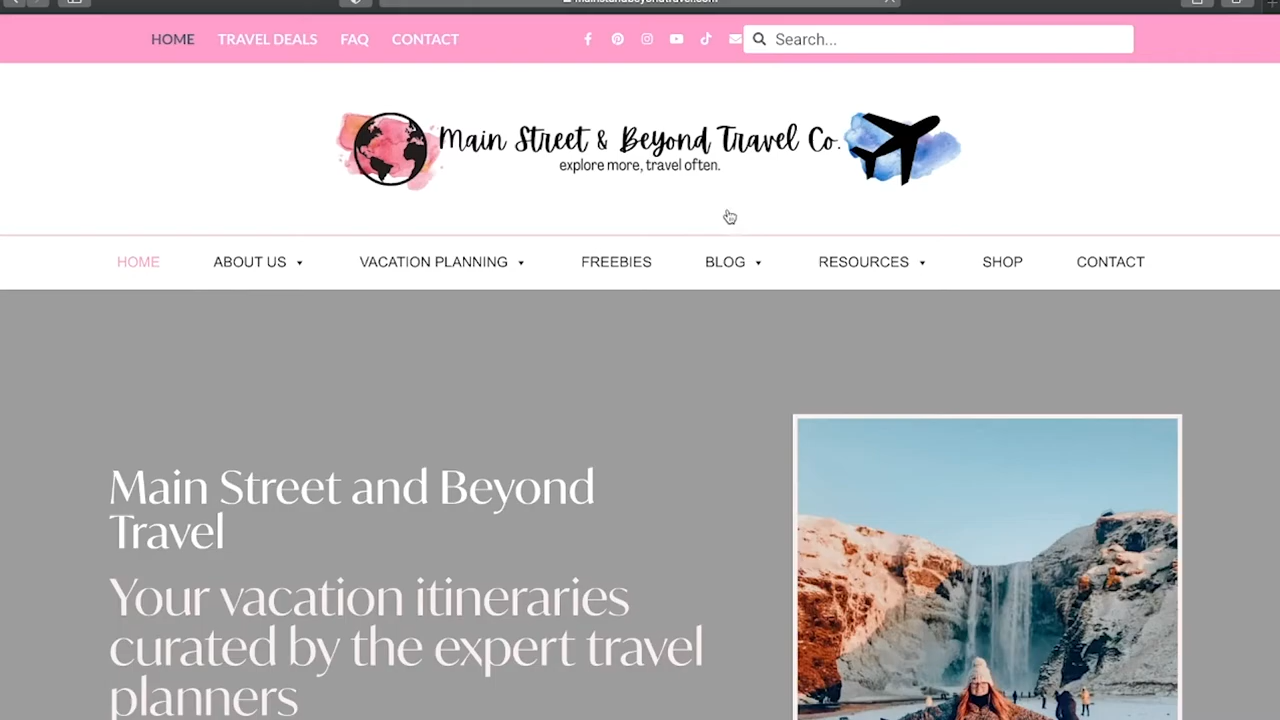 HOME TRAVEL DEALS FAQ CONTACT Search...
Main Street & Beyond Travel Co.
explore more, travel often.
HOME ABOUT US VACATION PLANNING FREEBIES BLOG RESOURCES SHOP CONTACT
Main Street and Beyond
Travel
Your vacation itineraries
curated by the expert travel
planners